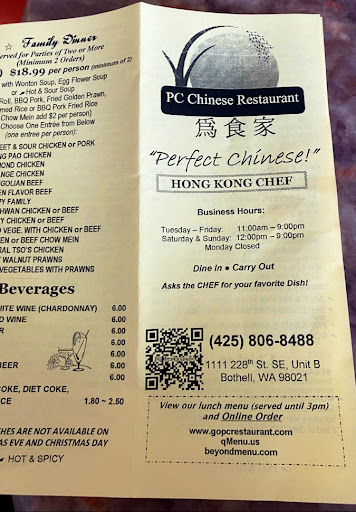 Family Dinner
erved for Parties of Two or More
(Minimum 2 Orders)
) $18.99 per person (minimum of 2)
with Wonton Soup, Egg Flower Soup
or Hot & Sour Soup
Roll, BBQ Pork, Fried Golden Prawn,
med Rice or BBQ Pork Fried Rice
Chow Mein add $2 per person)
Choose One Entrée from Below
(one entree per person):
EET & SOUR CHICKEN or PORK
NG PAO CHICKEN
MOND CHICKEN
ANGE CHICKEN
NGOLIAN BEEF
EN FLAVOR BEEF
PY FAMILY
HWAN CHICKEN or BEEF
RY CHICKEN or BEEF
D VEGE. WITH CHICKEN or BEEF
EN or BEEF CHOW MEIN
RAL TSO'S CHICKEN
Y WALNUT PRAWNS
VEGETABLES WITH PRAWNS
Beverages
ITE WINE (CHARDONNAY) 6.00
D WINE 6.00
R 6.00
6.00
6.00
BEER 6.00
6.00
COKE, DIET COKE,
CE 1.80 ~ 2.50
HES ARE NOT AVAILABLE ON
AS EVE AND CHRISTMAS DAY
HOT & SPICY
PC Chinese Restaurant
為食家
"Perfect Chinese!"
HONG KONG CHEF
Business Hours:
Tuesday – Friday: 11:00am – 9:00pm
Saturday & Sunday: 12:00pm – 9:00pm
Monday Closed
Dine In ● Carry Out
Asks the CHEF for your favorite Dish!
(425) 806-8488
1111 228th St. SE, Unit B
Bothell, WA 98021
View our lunch menu (served until 3pm)
and Online Order
www.gopcrestaurant.com
qMenu.us
beyondmenu.com